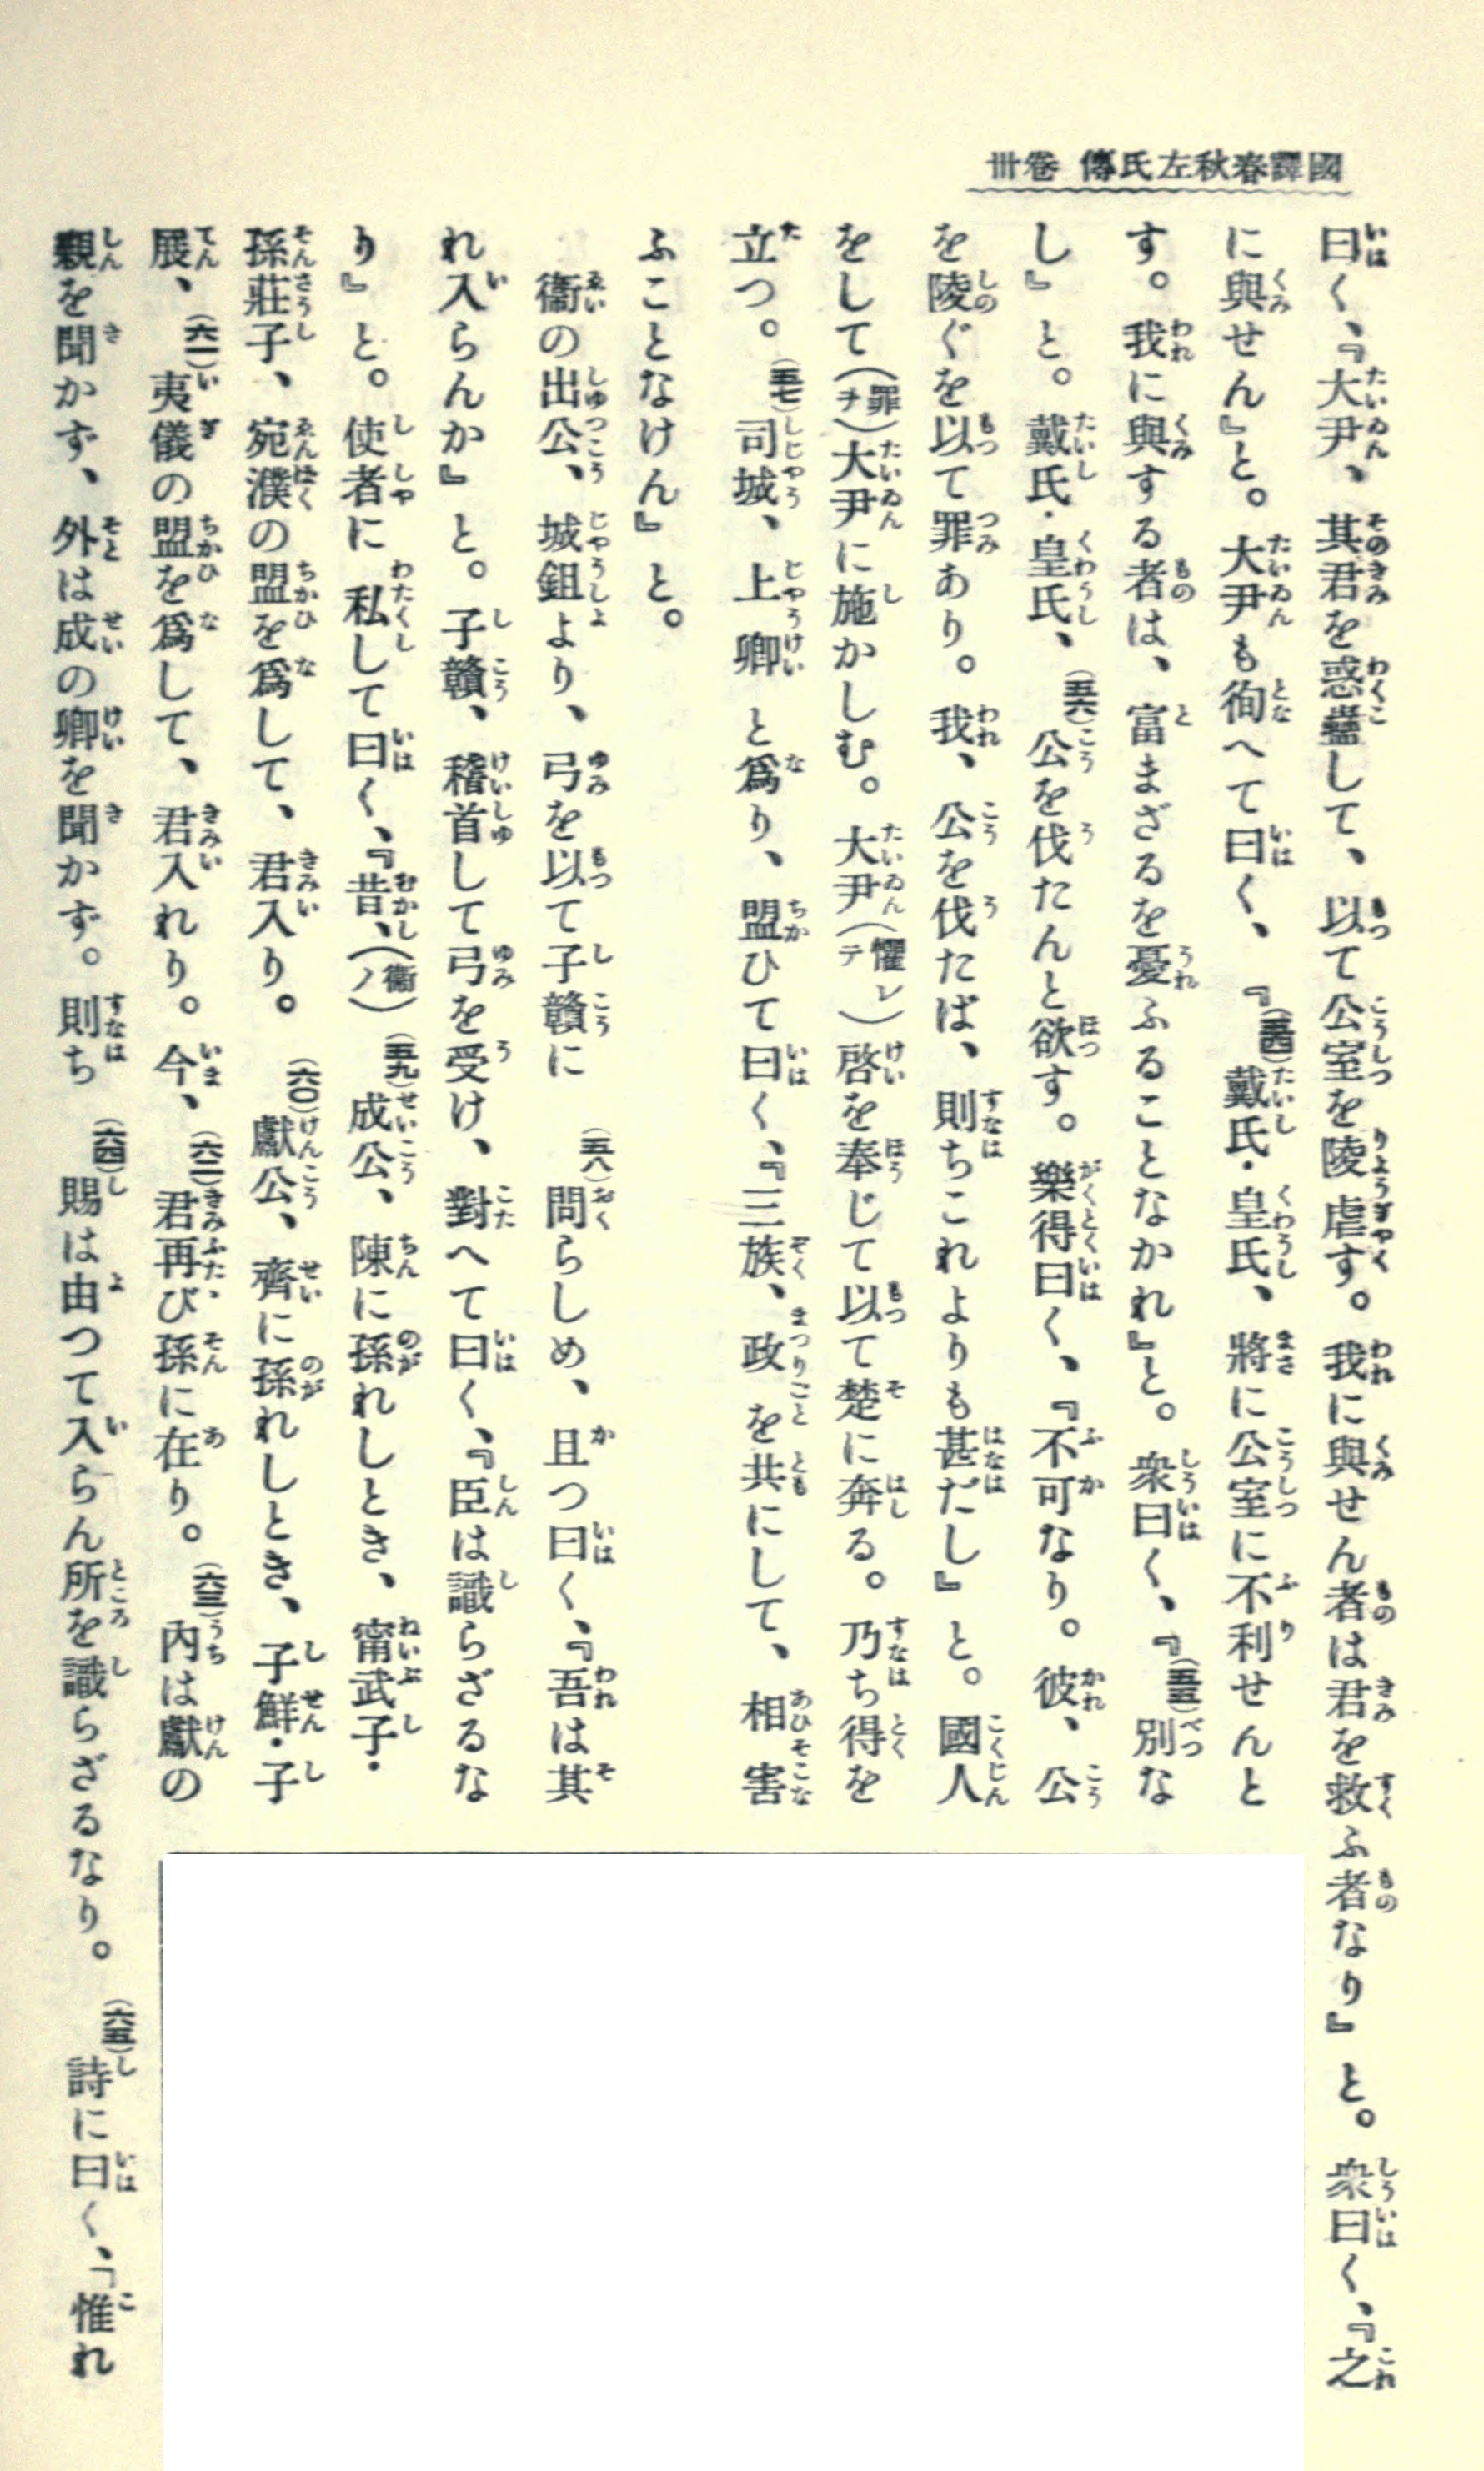 國譯春秋左氏傳 卷卅
曰く、『大尹、其君を惑蠱して、以て公室を陵虐す。我に與せん者は君を救ふ者なり』と。衆曰く、『之
に與せん』と。大尹も徇へて曰く、『(五四)戴氏・皇氏、將に公室に不利せんと
す。我に與する者は、富まざるを憂ふることなかれ』と。衆曰く、『(五五)別な
し』と。戴氏・皇氏、(五六)公を伐たんと欲す。樂得曰く、『不可なり。彼、公
を陵ぐを以て罪あり。我、公を伐たば、則ちこれよりも甚だし』と。國人
をして(罪ヲ)大尹に施かしむ。大尹(懼レテ)啓を奉じて以て楚に奔る。乃ち得を
立つ。(五七)司城、上卿と爲り、盟ひて曰く、『三族、政を共にして、相害
ふことなけん』と。
衞の出公、城鉏より、弓を以て子贛に(五八)問らしめ、且つ曰く、『吾は其
れ入らんか』と。子贛、稽首して弓を受け、對へて曰く、『臣は識らざるな
り』と。使者に私して曰く、『昔、(衞ノ)(五九)成公、陳に孫れしとき、甯武子・
孫莊子、宛濮の盟を爲して、君入り。(六〇)獻公、齊に孫れしとき、子鮮・子
展、(六一)夷儀の盟を爲して、君入れり。今、(六二)君再び孫に在り。(六三)内は獻の
親を聞かず、外は成の卿を聞かず。則ち(六四)賜は由つて入らん所を識らざるなり。(六五)詩に曰く、「惟れ